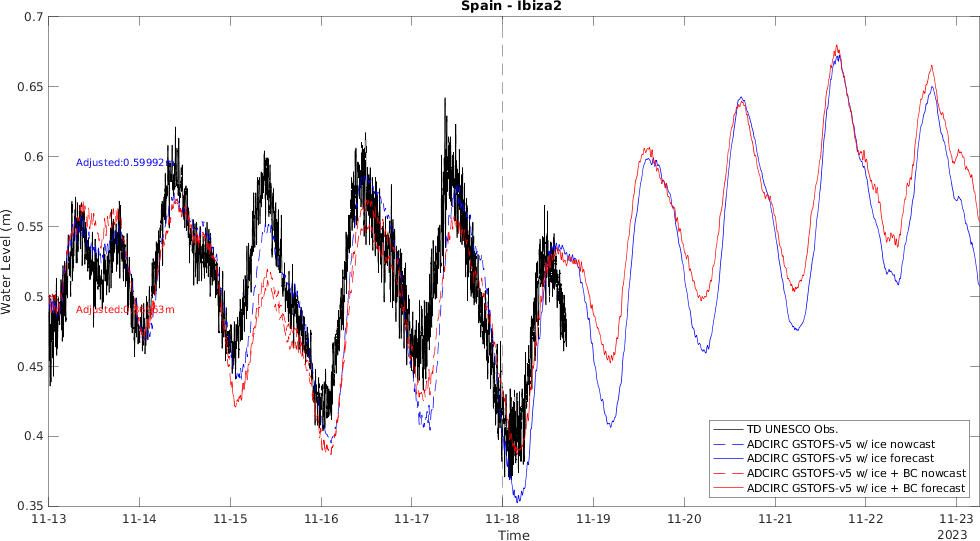 Spain - Ibiza2
0.7
0.65
0.6
0.55
0.5
0.45
0.4
0.35
Water Level (m)
Adjusted:0.59992m
11-13
11-14
11-15
11-16
11-17
11-18
11-19
11-20
11-21
11-22
11-23
2023
Time
TD UNESCO Obs.
ADCIRC GSTOFS-v5 w/ ice nowcast
ADCIRC GSTOFS-v5 w/ ice forecast
ADCIRC GSTOFS-v5 w/ ice + BC nowcast
ADCIRC GSTOFS-v5 w/ ice + BC forecast